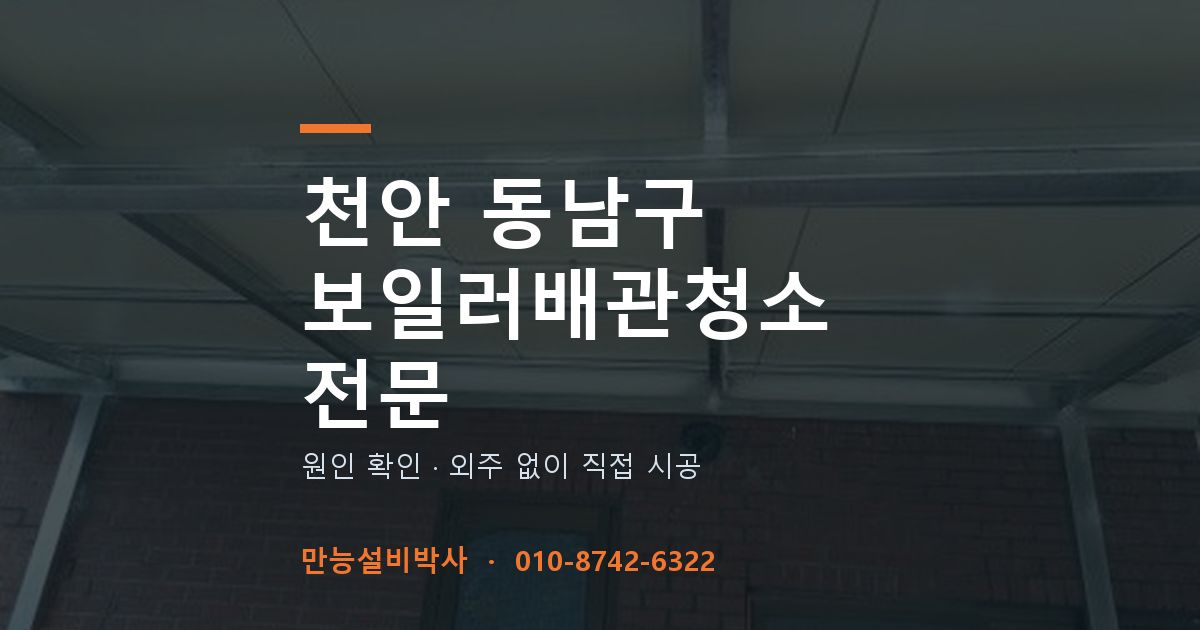 천안 동남구
보일러배관청소
전문
원인 확인 · 외주 없이 직접 시공
만능설비박사 · 010-8742-6322